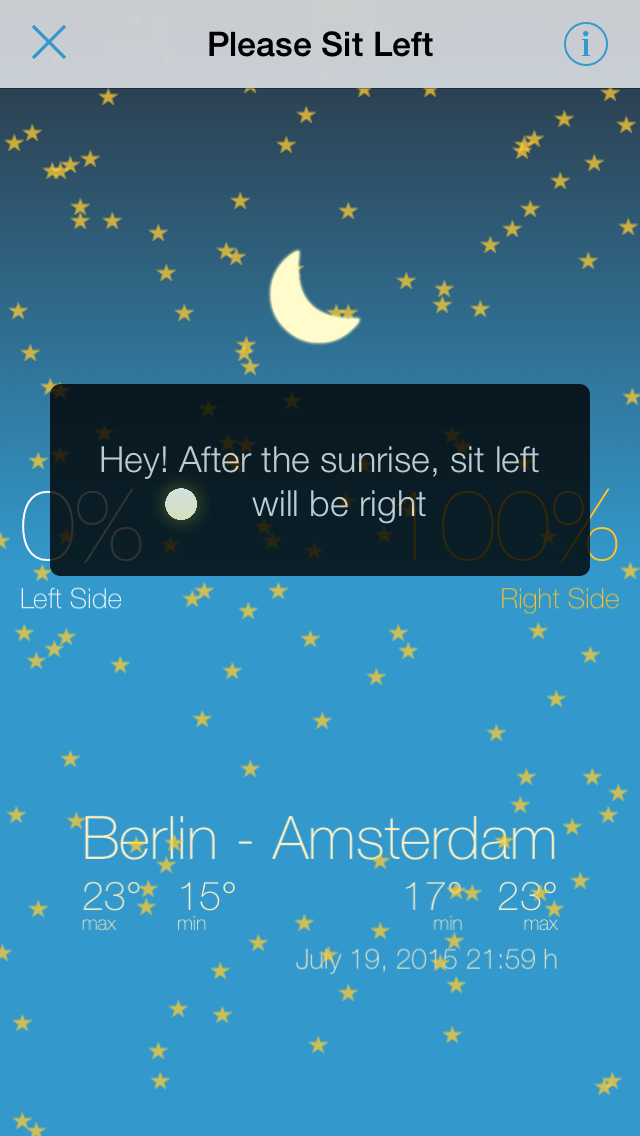 Please Sit Left
i
Hey! After the sunrise, sit left
will be right
0% 100%
Left Side Right Side
Berlin - Amsterdam
23° 15° 17° 23°
max min min max
July 19, 2015 21:59 h